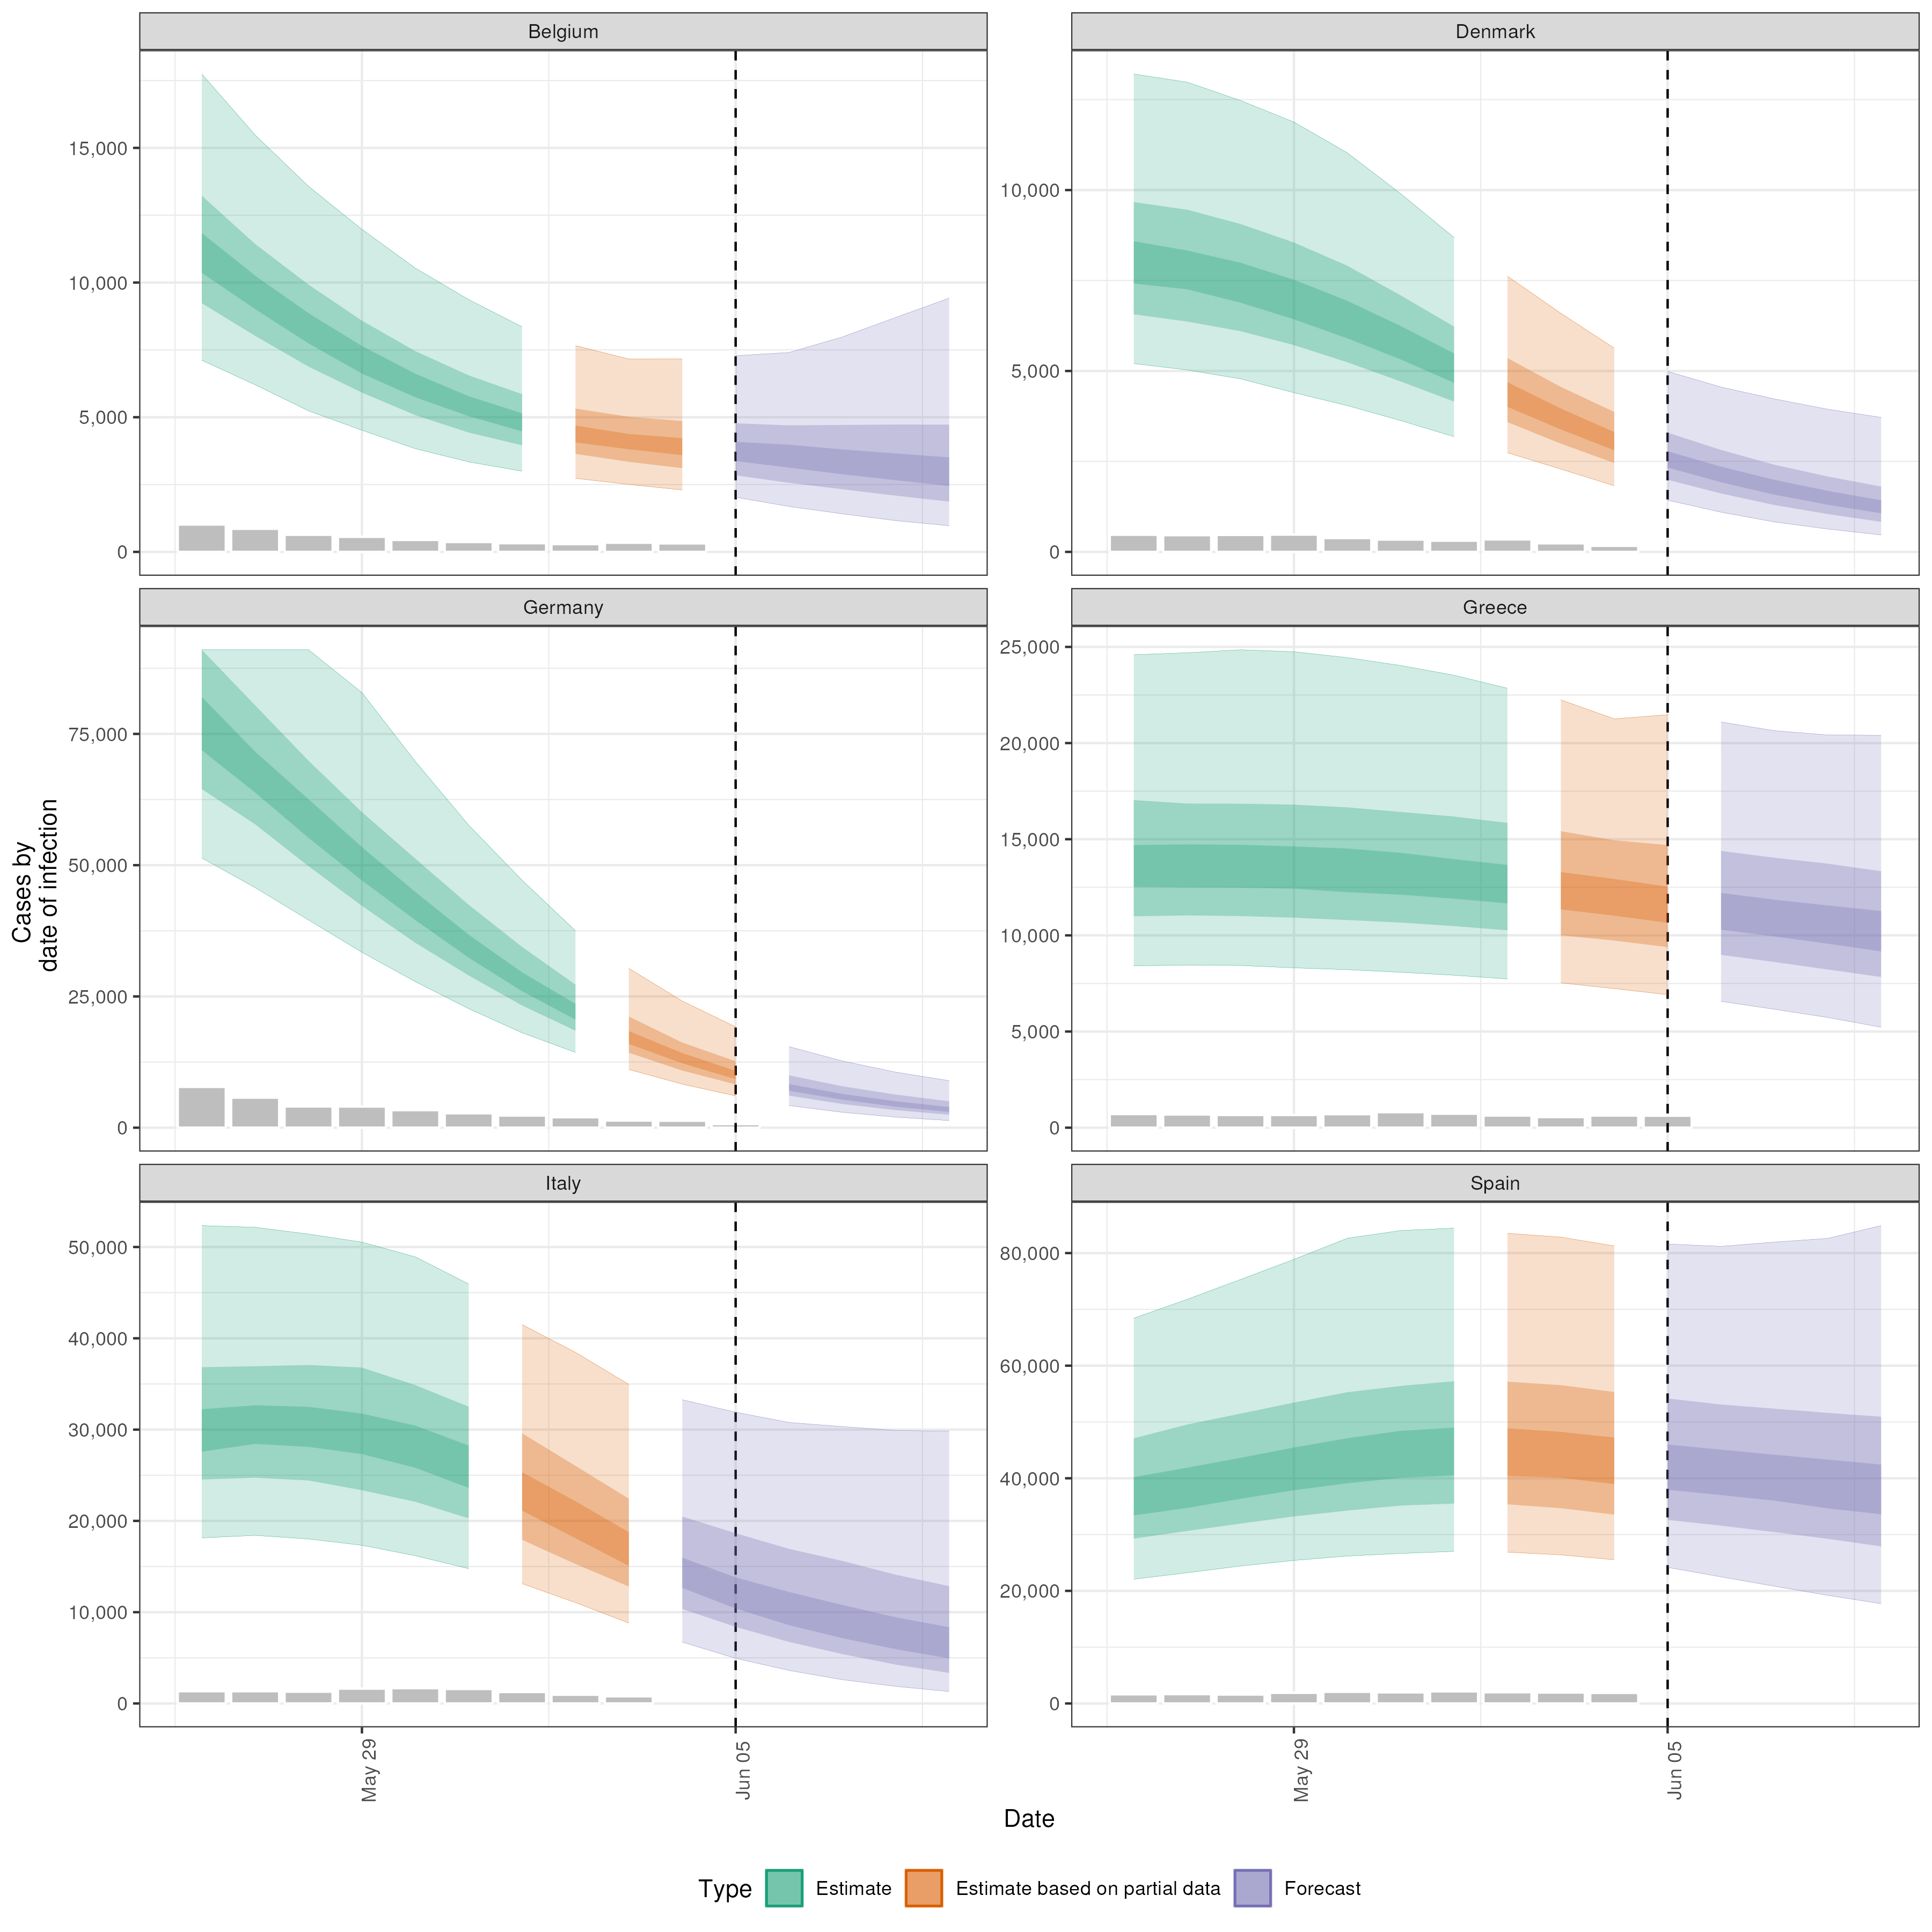 Belgium
Denmark
15,000
10,000
5,000
0
10,000
5,000
0
Germany
Greece
75,000
50,000
25,000
0
25,000
20,000
15,000
10,000
5,000
0
Italy
Spain
50,000
40,000
30,000
20,000
10,000
0
80,000
60,000
40,000
20,000
0
Cases by
date of infection
May 29
Jun 05
May 29
Jun 05
Date
Type
Estimate
Estimate based on partial data
Forecast